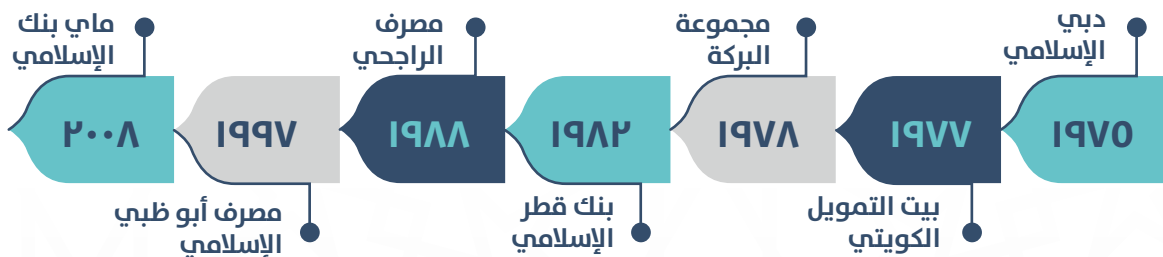 دبي
الإسلامي
١٩٧٥
١٩٧٧
بيت التمويل
الكويتي
مجموعة
البركة
١٩٧٨
١٩٨٢
بنك قطر
الإسلامي
مصرف
الراجحي
١٩٨٨
١٩٩٧
مصرف أبو ظبي
الإسلامي
ماي بنك
الإسلامي
٢٠٠٨